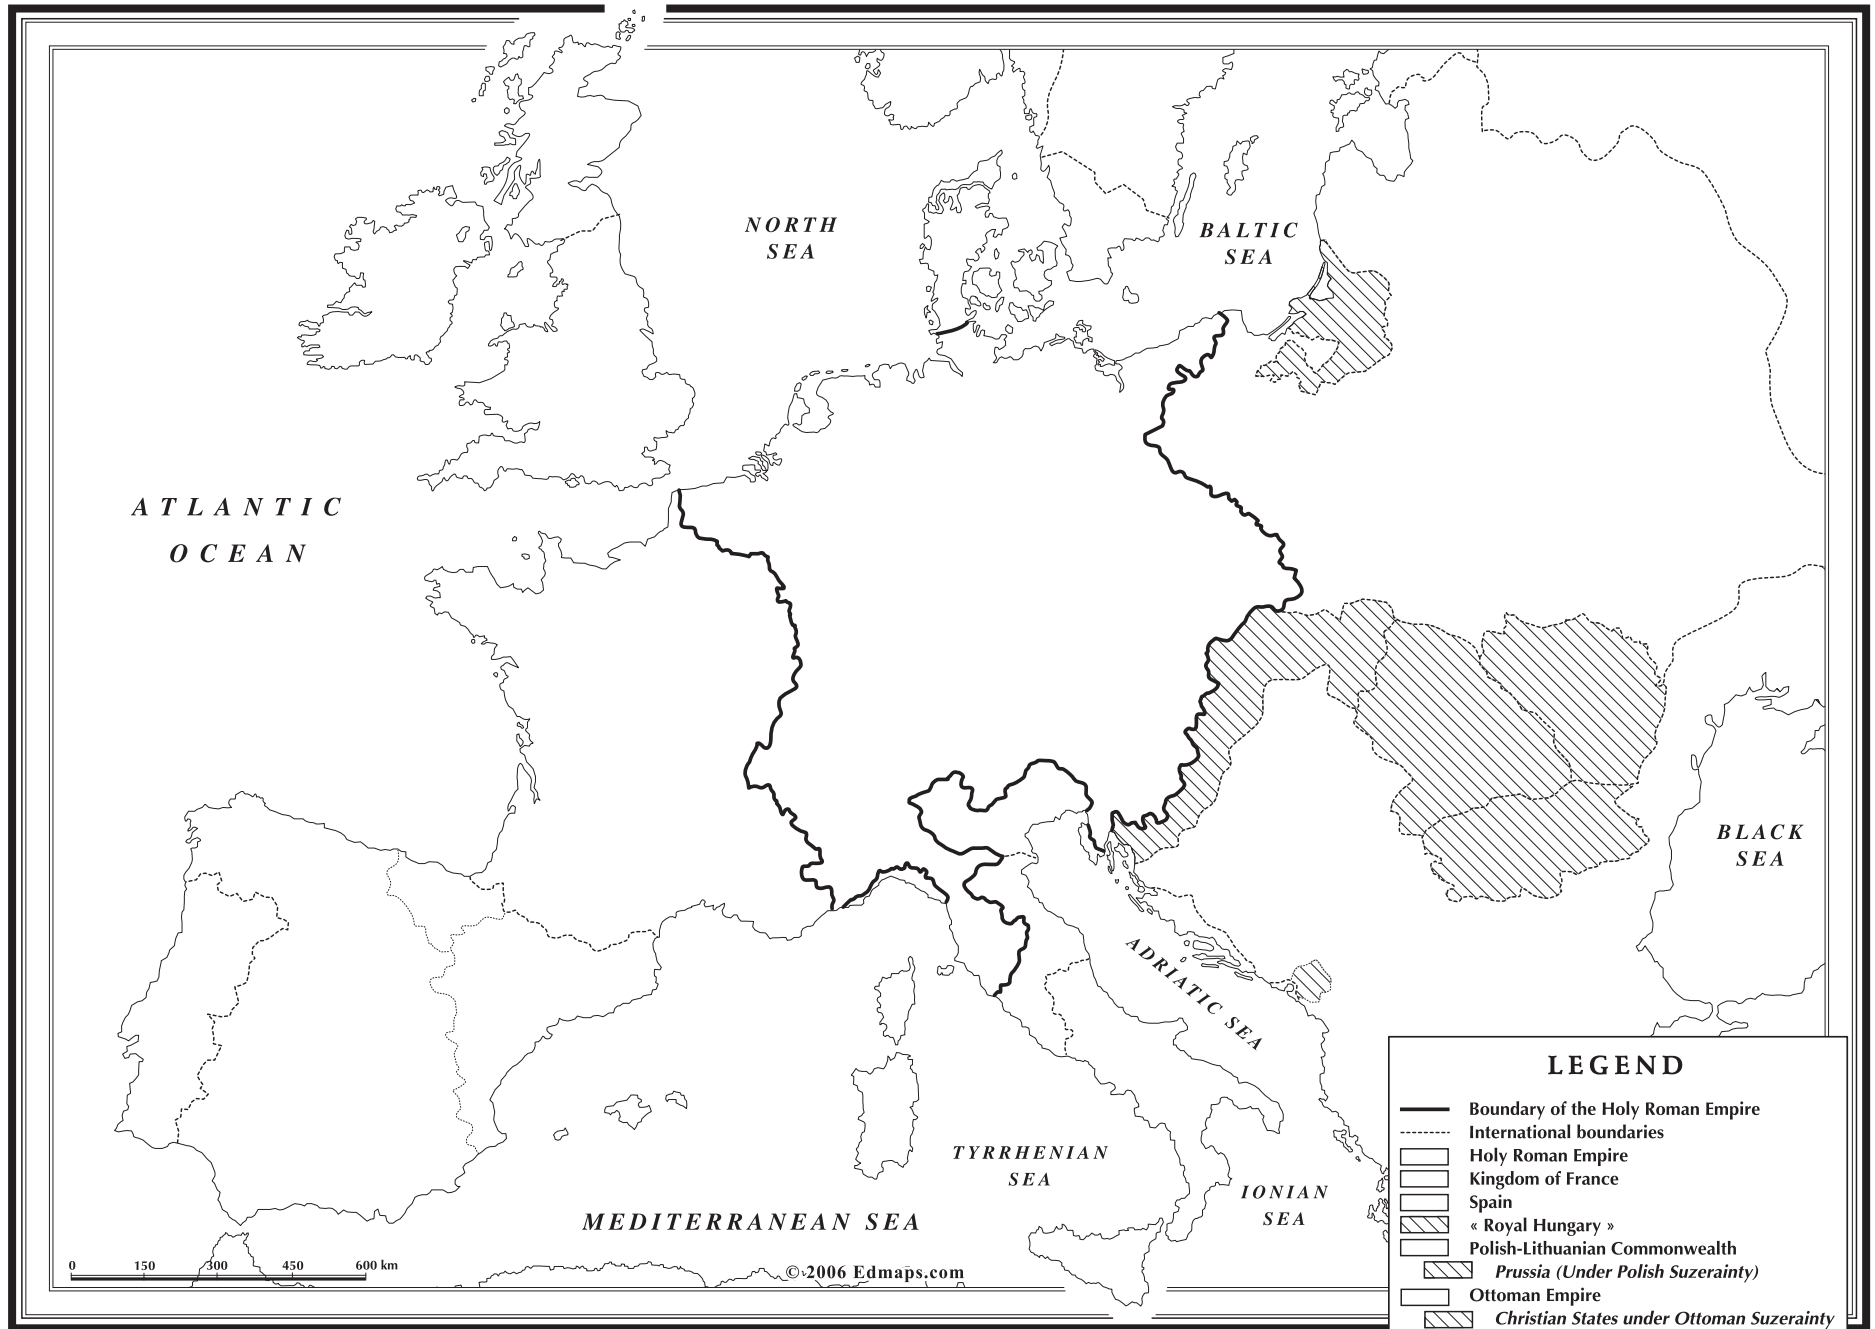 NORTH
SEA
BALTIC
SEA
ATLANTIC
OCEAN
BLACK
SEA
ADRIATIC SEA
TYRRHENIAN
SEA
IONIAN
SEA
MEDITERRANEAN SEA
0 150 300 450 600 km
©2006 Edmaps.com
LEGEND
Boundary of the Holy Roman Empire
International boundaries
Holy Roman Empire
Kingdom of France
Spain
« Royal Hungary »
Polish-Lithuanian Commonwealth
Prussia (Under Polish Suzerainty)
Ottoman Empire
Christian States under Ottoman Suzerainty